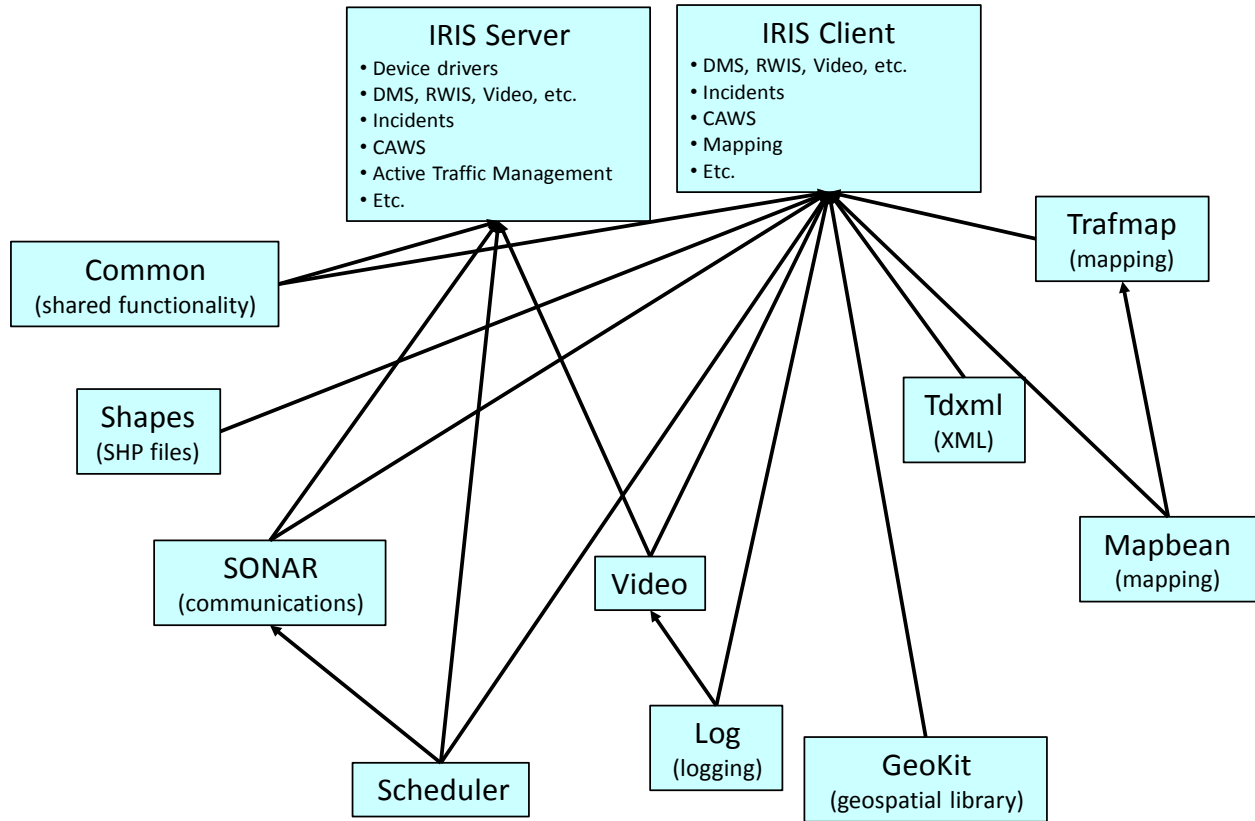 IRIS Server
• Device drivers
• DMS, RWIS, Video, etc.
• Incidents
• CAWS
• Active Traffic Management
• Etc.
IRIS Client
• DMS, RWIS, Video, etc.
• Incidents
• CAWS
• Mapping
• Etc.
Common
(shared functionality)
Trafmap
(mapping)
Shapes
(SHP files)
Tdxml
(XML)
SONAR
(communications)
Video
Mapbean
(mapping)
Scheduler
Log
(logging)
GeoKit
(geospatial library)